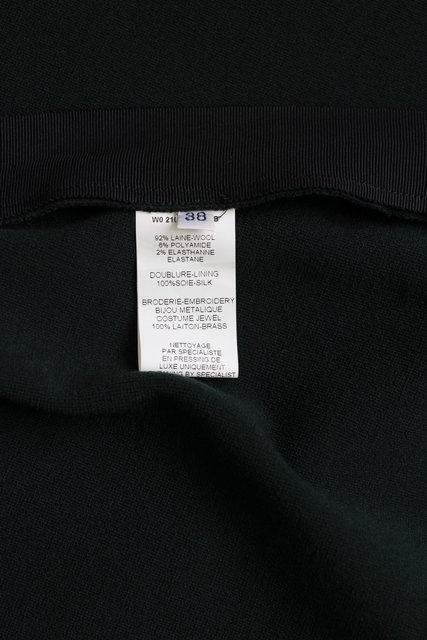 38
W0 210 B
92% LAINE-WOOL
6% POLYAMIDE
2% ELASTHANNE
ELASTANE
DOUBLURE-LINING
100%SOIE-SILK
BRODERIE-EMBROIDERY
BIJOU METALIQUE
COSTUME JEWEL
100% LAITON-BRASS
NETTOYAGE
PAR SPECIALISTE
EN PRESSING DE
LUXE UNIQUEMENT
BY SPECIALIST